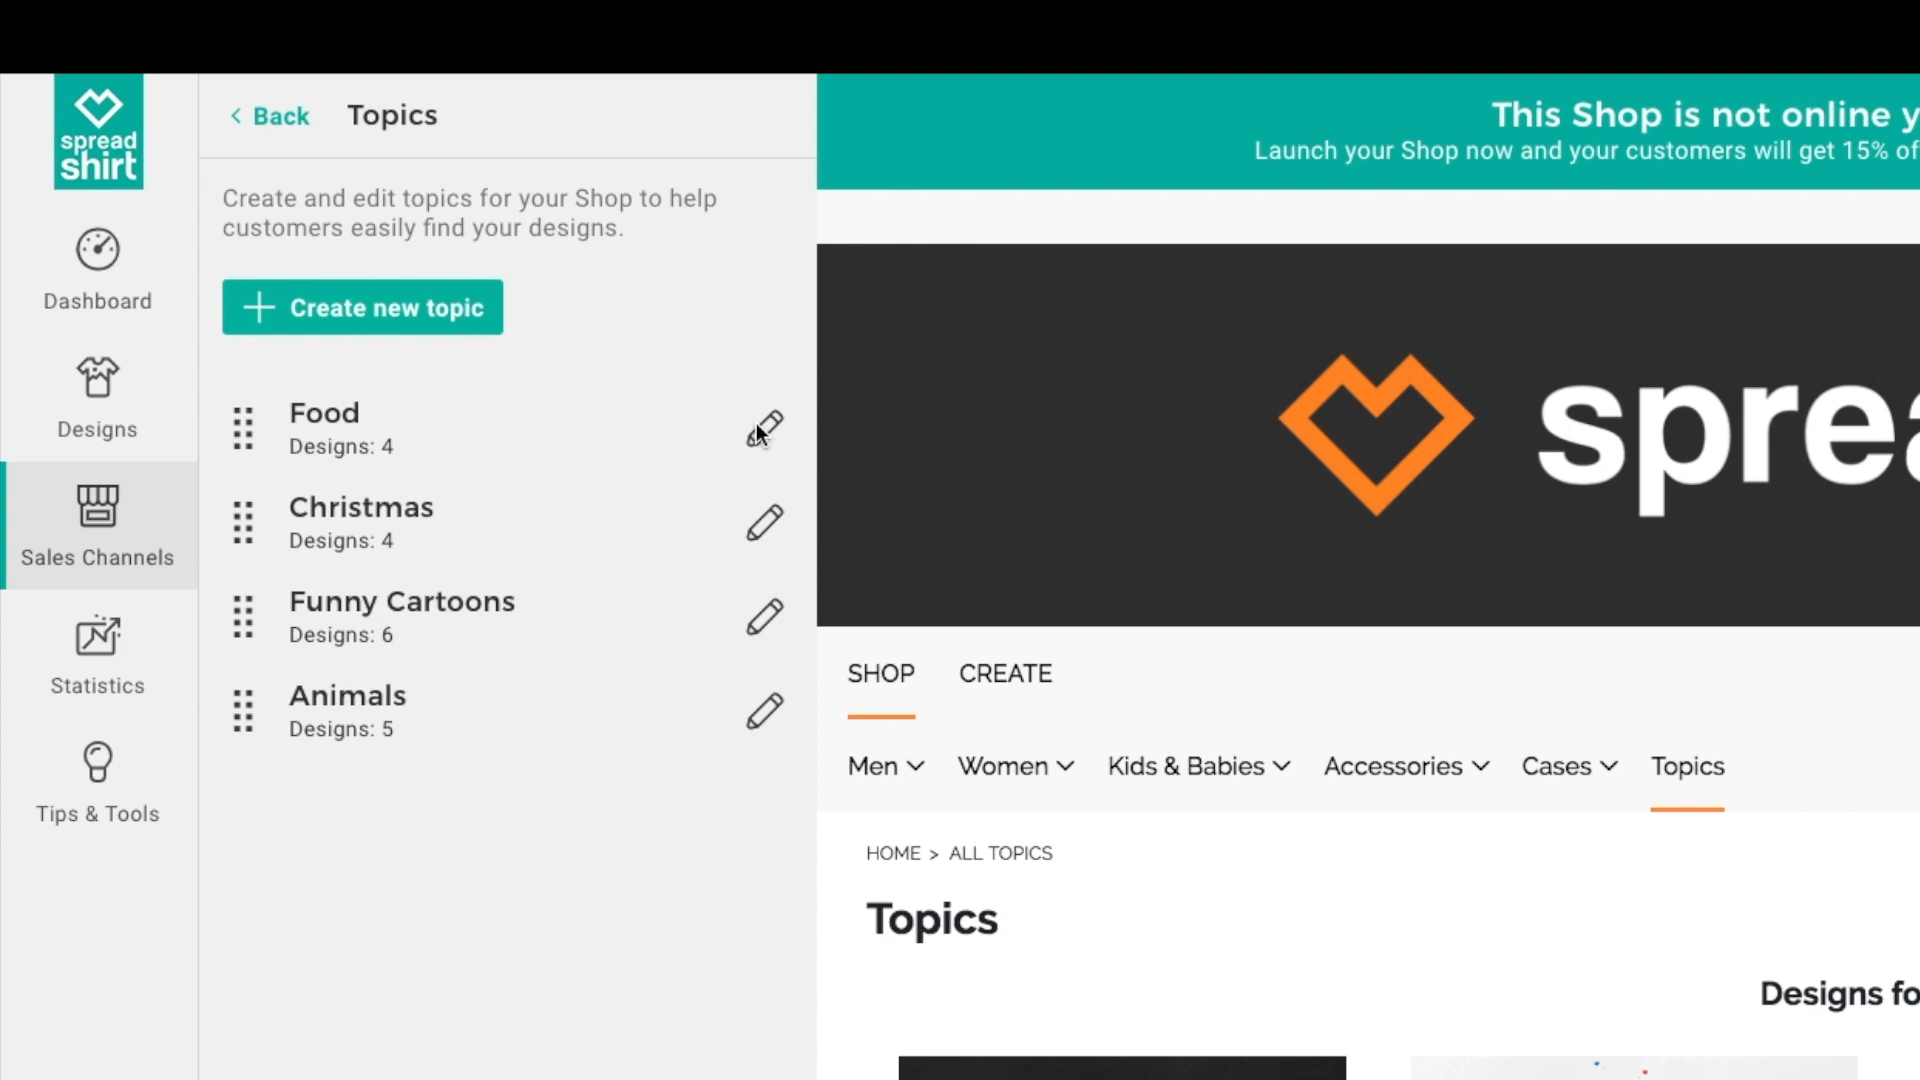 spread
shirt
Dashboard
Designs
Sales Channels
Statistics
Tips & Tools
Back Topics
Create and edit topics for your Shop to help
customers easily find your designs.
Create new topic
Food
Designs: 4
Christmas
Designs: 4
Funny Cartoons
Designs: 6
Animals
Designs: 5
This Shop is not online y
Launch your Shop now and your customers will get 15% of
sprea
SHOP CREATE
Men Women Kids & Babies Accessories Cases Topics
HOME > ALL TOPICS
Topics
Designs fo